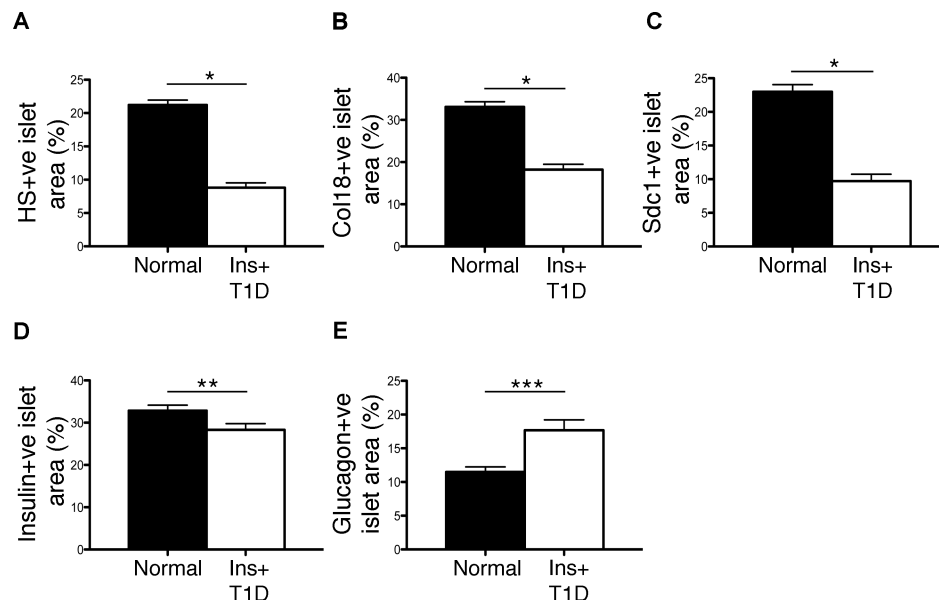 A
HS+ve islet
area (%)
25
20
15
10
5
0
*
Normal
Ins+
T1D
B
Col18+ve islet
area (%)
40
30
20
10
0
*
Normal
Ins+
T1D
C
Sdc1+ve islet
area (%)
25
20
15
10
5
0
*
Normal
Ins+
T1D
D
Insulin+ve islet
area (%)
40
30
20
10
0
**
Normal
Ins+
T1D
E
Glucagon+ve
islet area (%)
25
20
15
10
5
0
***
Normal
Ins+
T1D